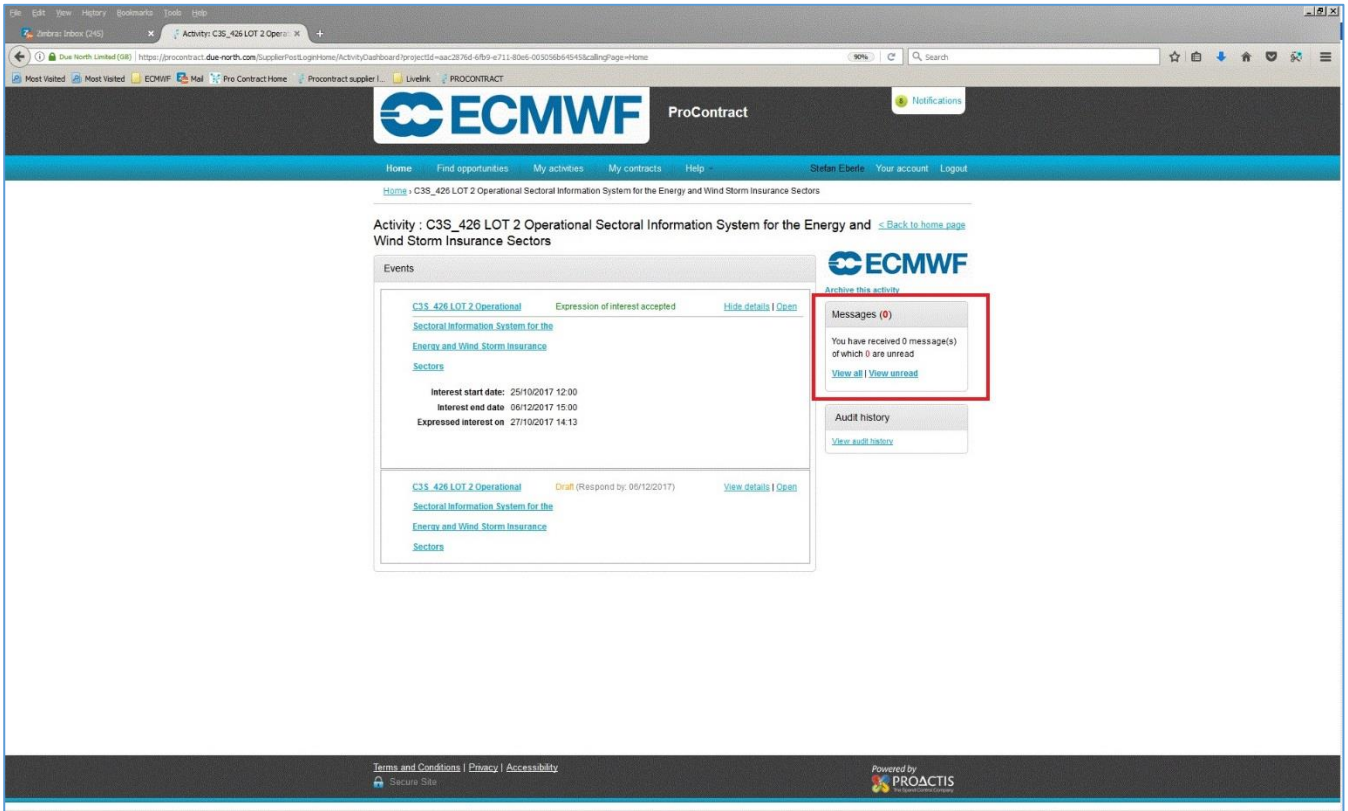 File Edit View History Bookmarks Tools Help
Zimbra: Inbox (245) Activity: C3S_426 LOT 2 Operat
Due North Limited (GB) https://procontract.due-north.com/SupplierPostLoginHome/ActivityDashboard?projectId=aac2876d-6fb9-e711-80e6-005056b64545&callingPage=Home 90% Search
Most Visited Most Visited ECMWF Mail Pro Contract Home Procontract supplier l... Livelink PROCONTRACT
ECMWF ProContract Notifications
Home Find opportunities My activities My contracts Help Stefan Eberle Your account Logout
Home › C3S_426 LOT 2 Operational Sectoral Information System for the Energy and Wind Storm Insurance Sectors
Activity : C3S_426 LOT 2 Operational Sectoral Information System for the Energy and < Back to home page
Wind Storm Insurance Sectors
Events
ECMWF
Archive this activity
C3S_426 LOT 2 Operational Expression of interest accepted Hide details | Open
Sectoral Information System for the
Energy and Wind Storm Insurance
Sectors
Interest start date: 25/10/2017 12:00
Interest end date 06/12/2017 15:00
Expressed interest on 27/10/2017 14:13
Messages (0)
You have received 0 message(s)
of which 0 are unread
View all | View unread
Audit history
View audit history
C3S_426 LOT 2 Operational Draft (Respond by: 06/12/2017) View details | Open
Sectoral Information System for the
Energy and Wind Storm Insurance
Sectors
Terms and Conditions | Privacy | Accessibility
Secure Site
Powered by
PROACTIS
The Spend Control Company